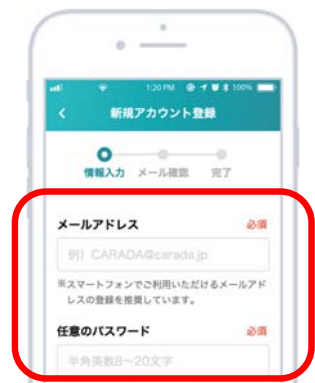 1:20 PM 100%
新規アカウント登録
情報入力 メール確認 完了
メールアドレス 必須
例）CARADA@carada.jp
※スマートフォンでご利用いただけるメールアド
レスの登録を推奨しています。
任意のパスワード 必須
半角英数8～20文字